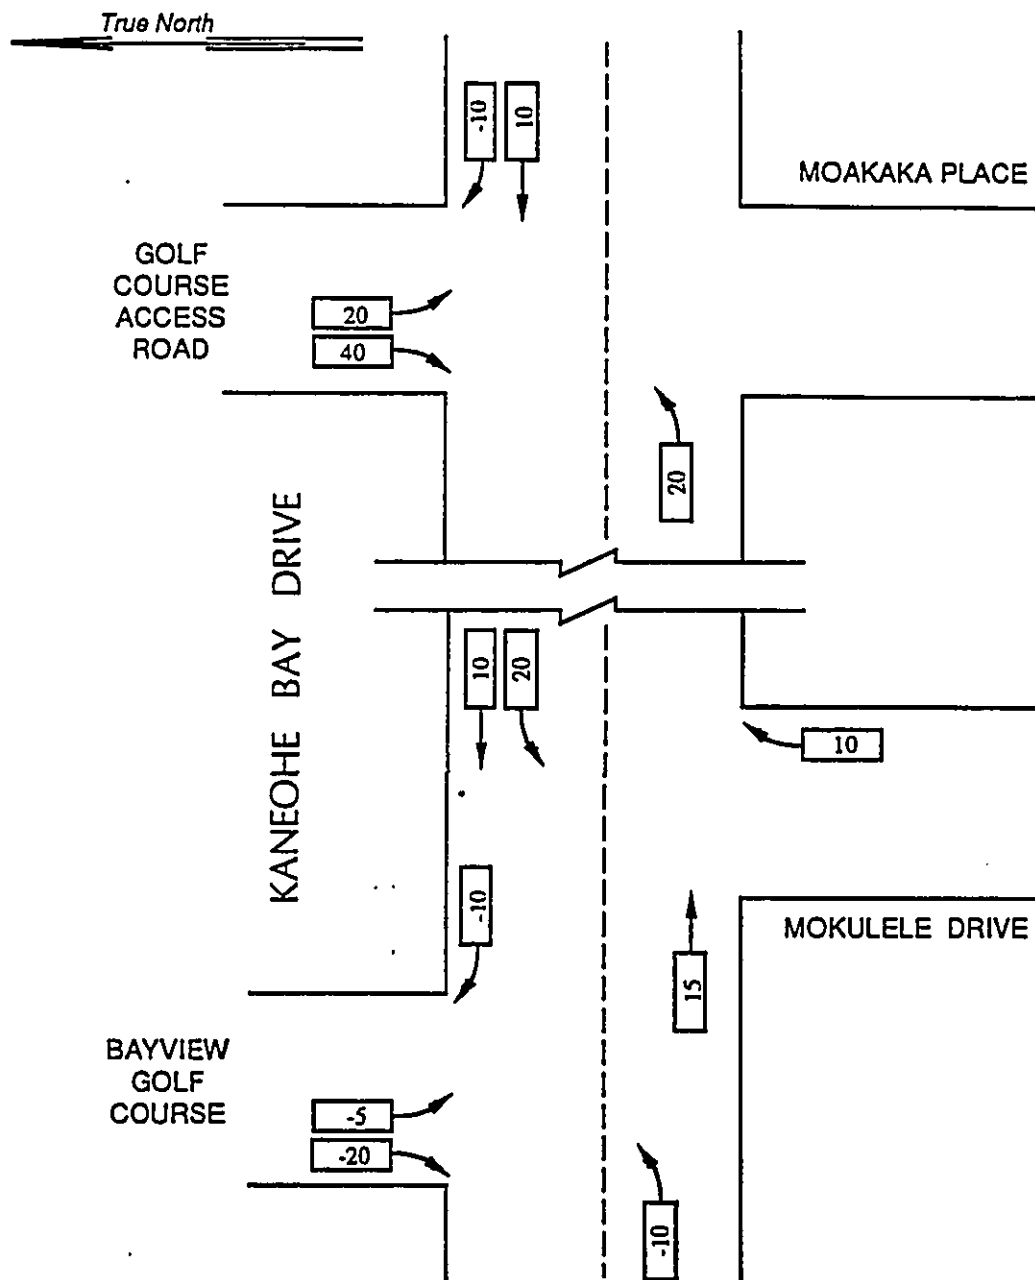 True North
-10
10
MOAKAKA PLACE
GOLF
COURSE
ACCESS
ROAD
20
40
20
KANEOHE BAY DRIVE
10
20
10
-10
MOKULELE DRIVE
15
BAYVIEW
GOLF
COURSE
-5
-20
-10